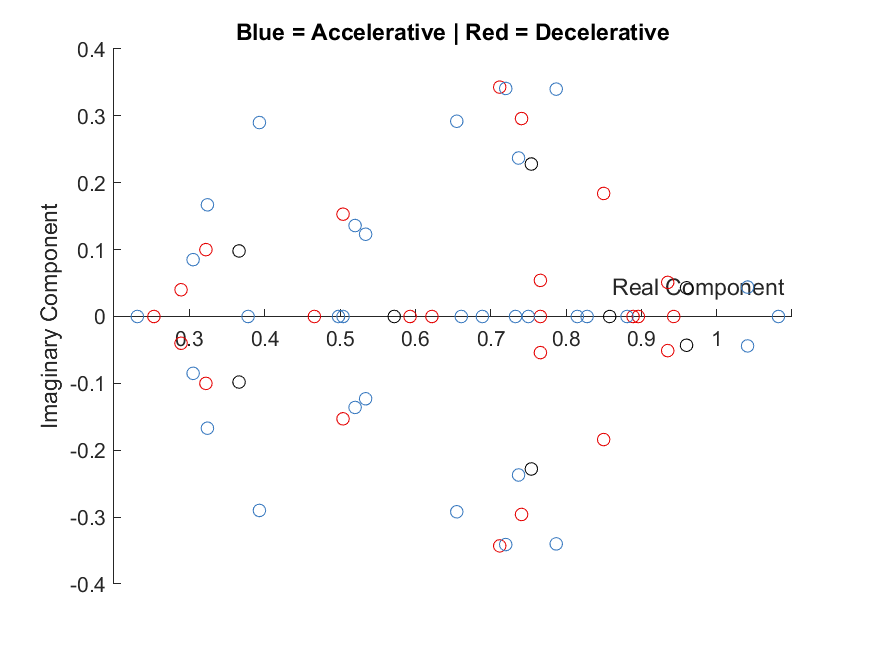 Blue = Accelerative | Red = Decelerative
0.4
0.3
0.2
0.1
0
-0.1
-0.2
-0.3
-0.4
Imaginary Component
Real Component
0.3 0.4 0.5 0.6 0.7 0.8 0.9 1